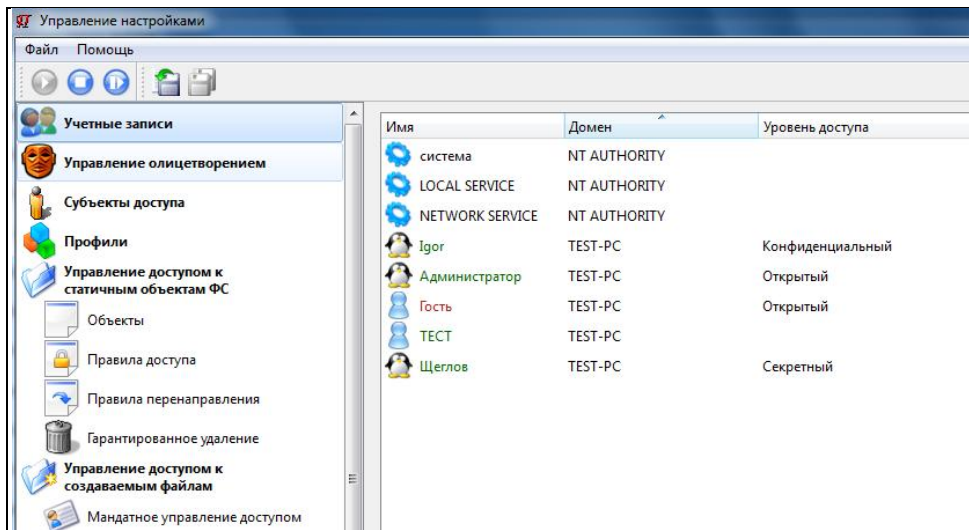 Управление настройками
Файл Помощь
Учетные записи
Управление олицетворением
Субъекты доступа
Профили
Управление доступом к
статичным объектам ФС
Объекты
Правила доступа
Правила перенаправления
Гарантированное удаление
Управление доступом к
создаваемым файлам
Мандатное управление доступом
Имя Домен Уровень доступа
система NT AUTHORITY
LOCAL SERVICE NT AUTHORITY
NETWORK SERVICE NT AUTHORITY
Igor TEST-PC Конфиденциальный
Администратор TEST-PC Открытый
Гость TEST-PC Открытый
ТЕСТ TEST-PC
Щеглов TEST-PC Секретный